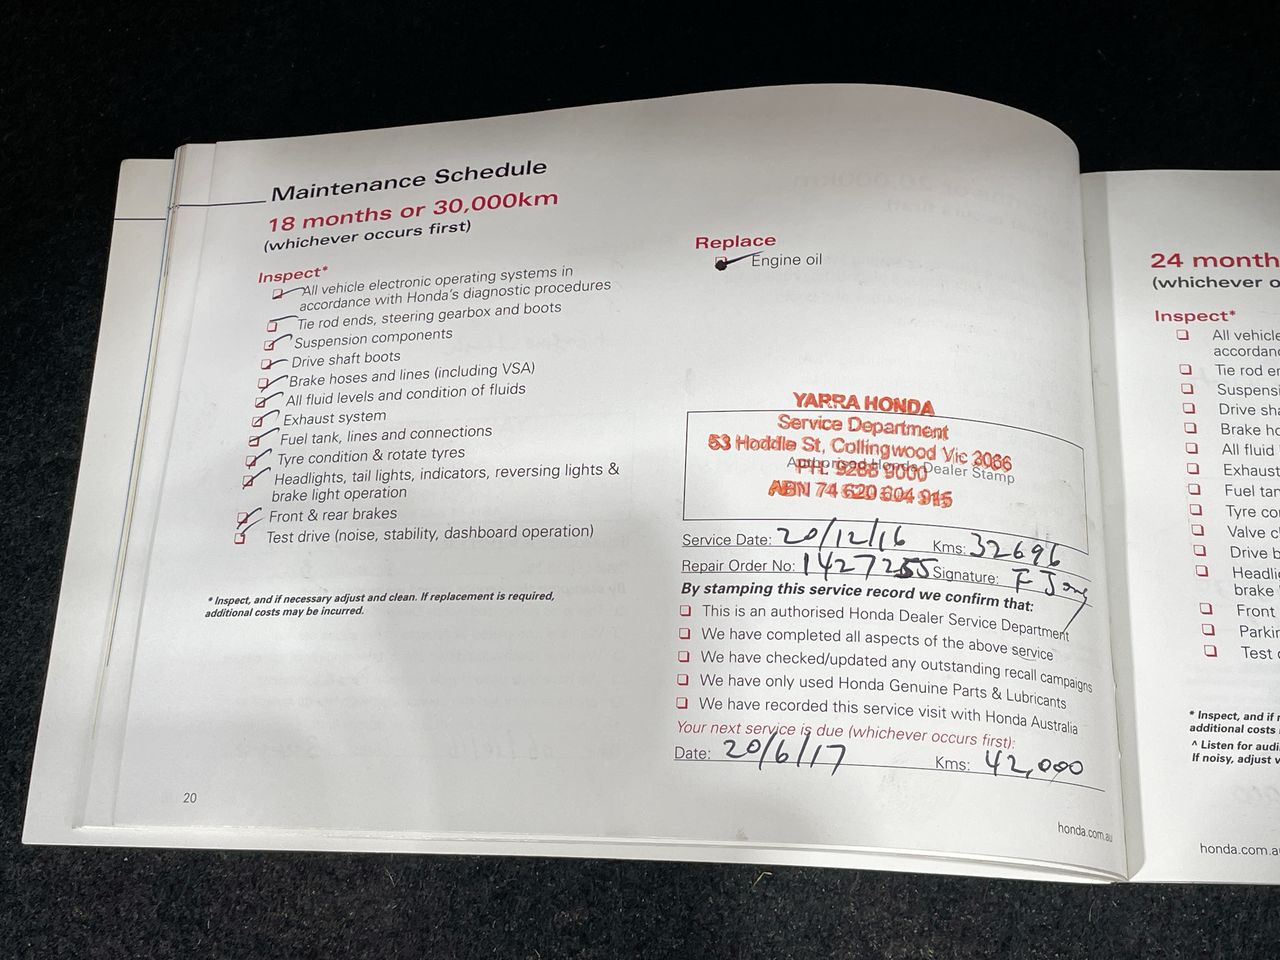 Maintenance Schedule
18 months or 30,000km
(whichever occurs first)
Inspect*
All vehicle electronic operating systems in
accordance with Honda's diagnostic procedures
Tie rod ends, steering gearbox and boots
Suspension components
Drive shaft boots
Brake hoses and lines (including VSA)
All fluid levels and condition of fluids
Exhaust system
Fuel tank, lines and connections
Tyre condition & rotate tyres
Headlights, tail lights, indicators, reversing lights &
brake light operation
Front & rear brakes
Test drive (noise, stability, dashboard operation)
* Inspect, and if necessary adjust and clean. If replacement is required,
additional costs may be incurred.
20
Replace
Engine oil
YARRA HONDA
Service Department
53 Hoddle St, Collingwood Vic 3066
Authorised Honda Dealer Stamp
9288 9000
ABN 74 620 604 915
Service Date: 20/12/16 Kms: 32696
Repair Order No: 1427255 Signature:
By stamping this service record we confirm that:
This is an authorised Honda Dealer Service Department
We have completed all aspects of the above service
We have checked/updated any outstanding recall campaigns
We have only used Honda Genuine Parts & Lubricants
We have recorded this service visit with Honda Australia
Your next service is due (whichever occurs first):
Date: 20/6/17 Kms: 42,000
honda.com.au
24 month
(whichever o
Inspect*
All vehicle
accordanc
Tie rod e
Suspensi
Drive sha
Brake ho
All fluid
Exhaust
Fuel tan
Tyre co
Valve c
Drive b
Headli
brake
Front
Parkin
Test
* Inspect, and if
additional costs
^ Listen for audi
If noisy, adjust v
honda.com.au